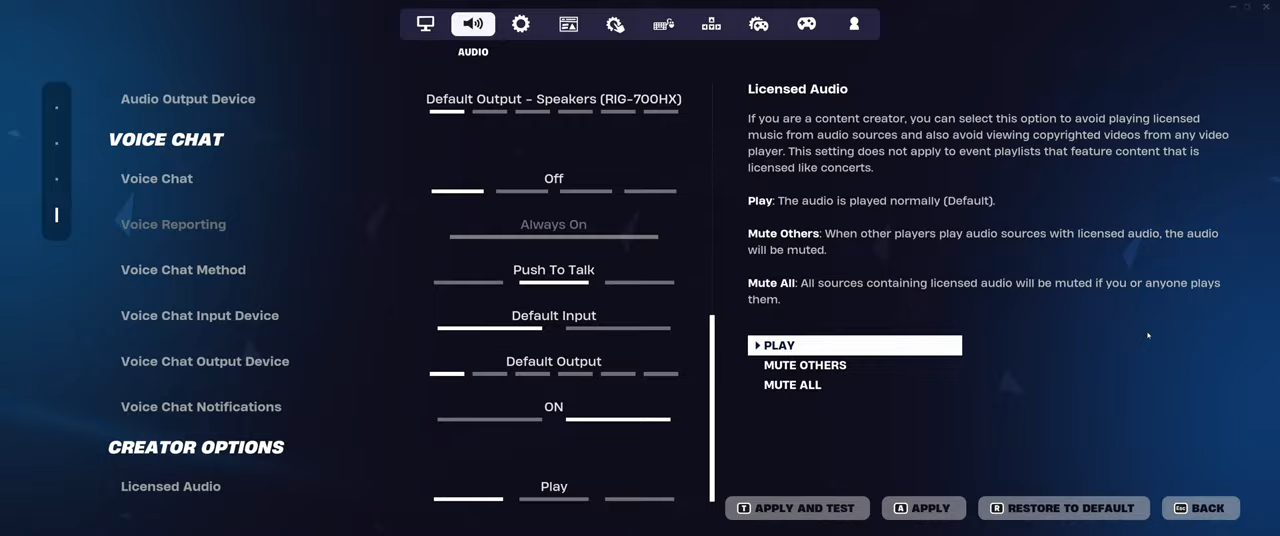 AUDIO
Audio Output Device
Default Output - Speakers (RIG-700HX)
VOICE CHAT
Voice Chat
Off
Voice Reporting
Always On
Voice Chat Method
Push To Talk
Voice Chat Input Device
Default Input
Voice Chat Output Device
Default Output
Voice Chat Notifications
ON
CREATOR OPTIONS
Licensed Audio
Play
Licensed Audio
If you are a content creator, you can select this option to avoid playing licensed
music from audio sources and also avoid viewing copyrighted videos from any video
player. This setting does not apply to event playlists that feature content that is
licensed like concerts.
Play: The audio is played normally (Default).
Mute Others: When other players play audio sources with licensed audio, the audio
will be muted.
Mute All: All sources containing licensed audio will be muted if you or anyone plays
them.
PLAY
MUTE OTHERS
MUTE ALL
T APPLY AND TEST
A APPLY
R RESTORE TO DEFAULT
Esc BACK